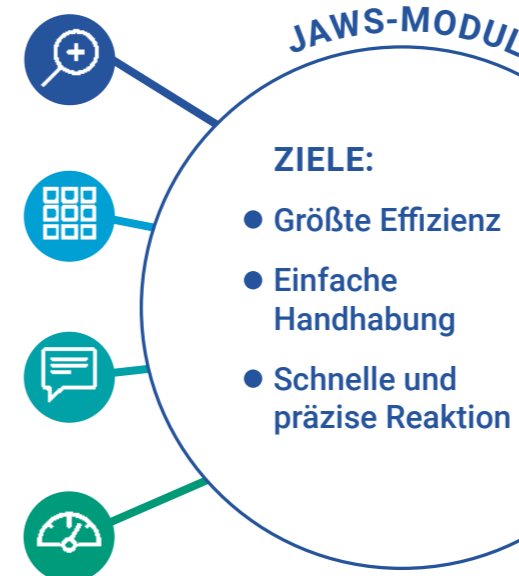 JAWS-MODUL
ZIELE:
Größte Effizienz
Einfache
Handhabung
Schnelle und
präzise Reaktion